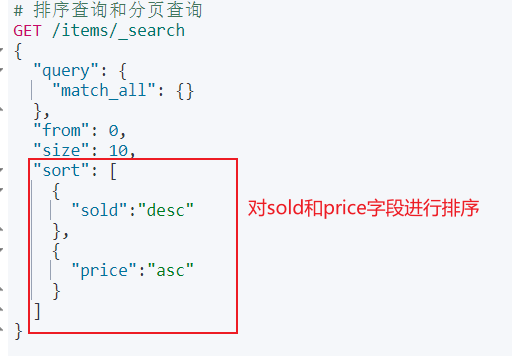 # 排序查询和分页查询
GET /items/_search
{
  "query": {
    "match_all": {}
  },
  "from": 0,
  "size": 10,
  "sort": [
    {
      "sold":"desc"
    },
    {
      "price":"asc"
    }
  ]
}
对sold和price字段进行排序